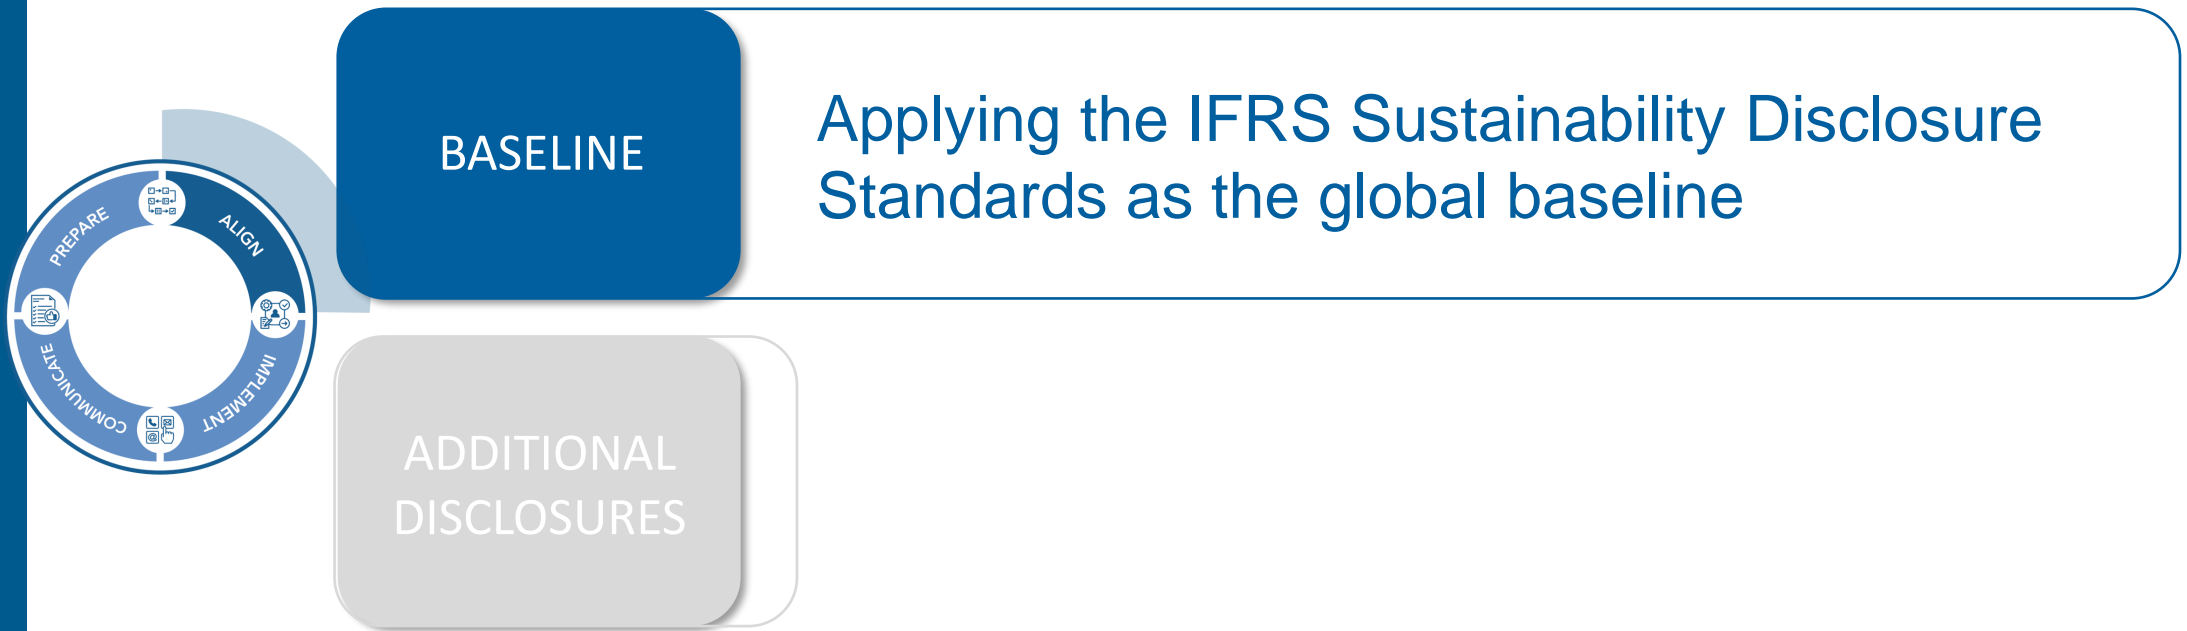 BASELINE
Applying the IFRS Sustainability Disclosure
Standards as the global baseline
PREPARE
ALIGN
COMMUNICATE
IMPLEMENT
ADDITIONAL
DISCLOSURES